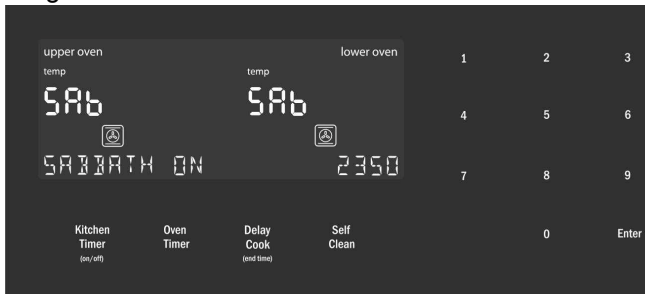 upper oven lower oven
temp temp
SAb SAb
SABBATH ON 2350
1 2 3
4 5 6
7 8 9
0 Enter
Kitchen Timer (on/off)
Oven Timer
Delay Cook (end time)
Self Clean